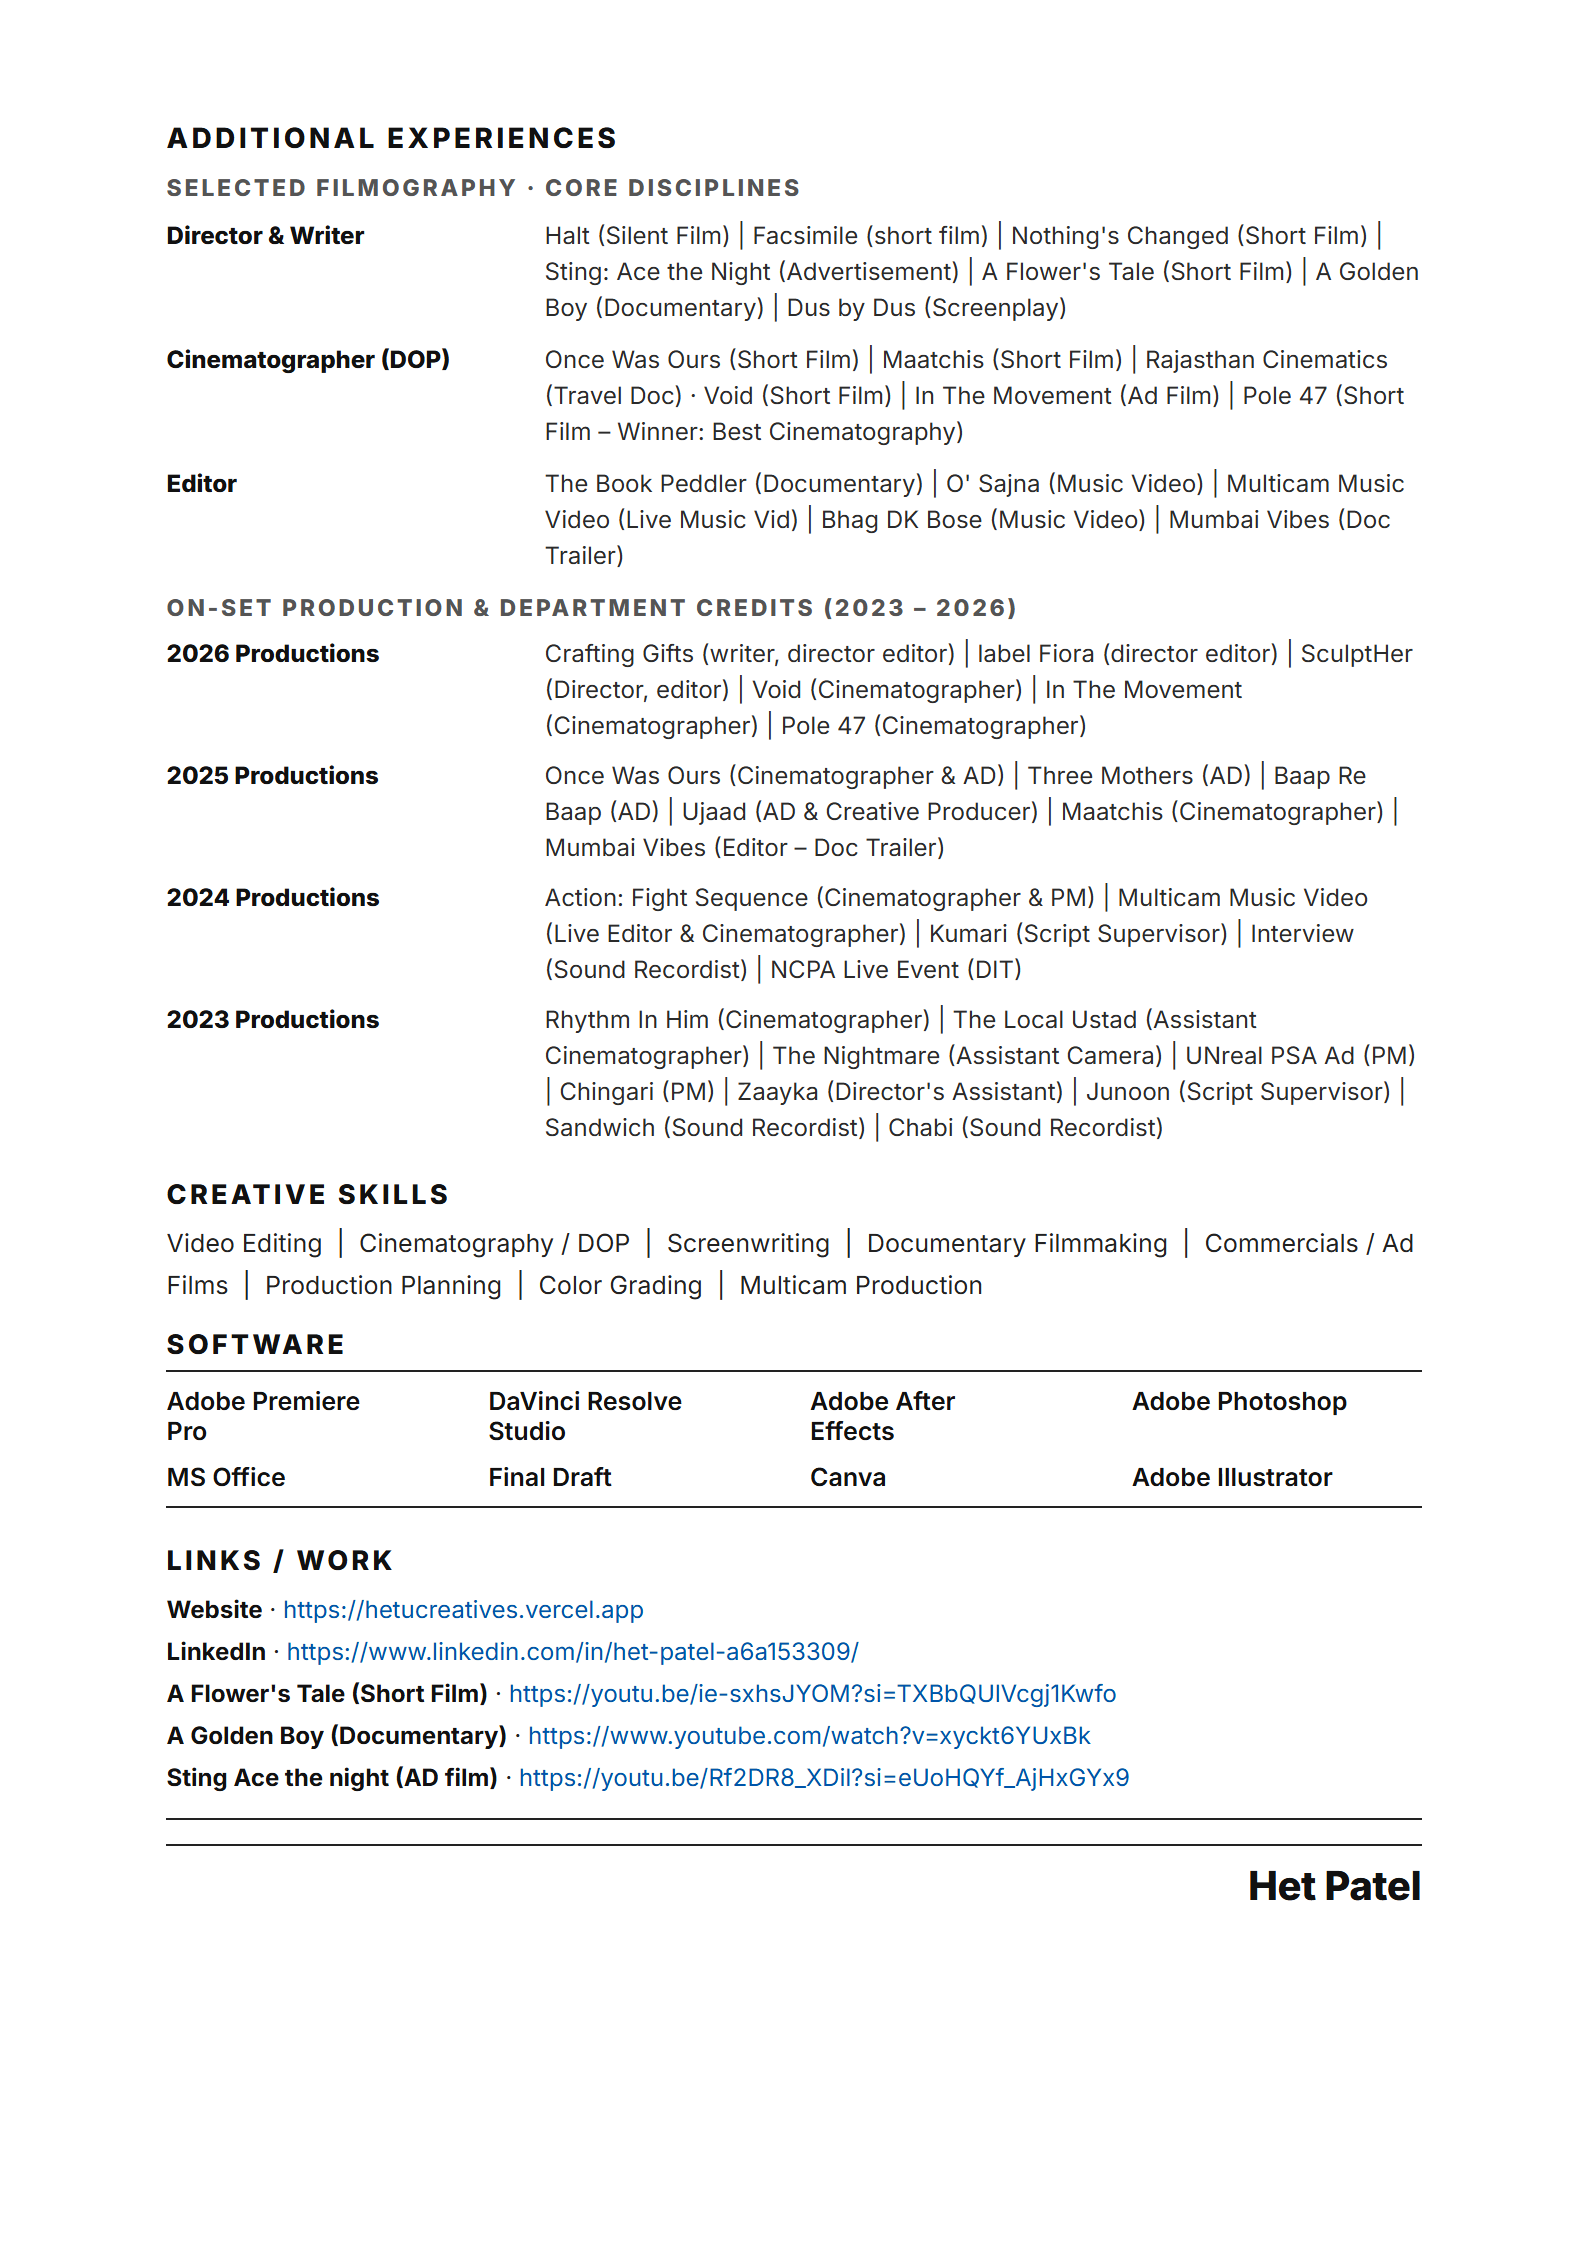 ADDITIONAL EXPERIENCES
SELECTED FILMOGRAPHY · CORE DISCIPLINES
Director & Writer
Halt (Silent Film) | Facsimile (short film) | Nothing's Changed (Short Film) |
Sting: Ace the Night (Advertisement) | A Flower's Tale (Short Film) | A Golden
Boy (Documentary) | Dus by Dus (Screenplay)
Cinematographer (DOP)
Once Was Ours (Short Film) | Maatchis (Short Film) | Rajasthan Cinematics
(Travel Doc) · Void (Short Film) | In The Movement (Ad Film) | Pole 47 (Short
Film – Winner: Best Cinematography)
Editor
The Book Peddler (Documentary) | O' Sajna (Music Video) | Multicam Music
Video (Live Music Vid) | Bhag DK Bose (Music Video) | Mumbai Vibes (Doc
Trailer)
ON-SET PRODUCTION & DEPARTMENT CREDITS (2023 – 2026)
2026 Productions
Crafting Gifts (writer, director editor) | label Fiora (director editor) | SculptHer
(Director, editor) | Void (Cinematographer) | In The Movement
(Cinematographer) | Pole 47 (Cinematographer)
2025 Productions
Once Was Ours (Cinematographer & AD) | Three Mothers (AD) | Baap Re
Baap (AD) | Ujaad (AD & Creative Producer) | Maatchis (Cinematographer) |
Mumbai Vibes (Editor – Doc Trailer)
2024 Productions
Action: Fight Sequence (Cinematographer & PM) | Multicam Music Video
(Live Editor & Cinematographer) | Kumari (Script Supervisor) | Interview
(Sound Recordist) | NCPA Live Event (DIT)
2023 Productions
Rhythm In Him (Cinematographer) | The Local Ustad (Assistant
Cinematographer) | The Nightmare (Assistant Camera) | UNreal PSA Ad (PM)
| Chingari (PM) | Zaayka (Director's Assistant) | Junoon (Script Supervisor) |
Sandwich (Sound Recordist) | Chabi (Sound Recordist)
CREATIVE SKILLS
Video Editing | Cinematography / DOP | Screenwriting | Documentary Filmmaking | Commercials / Ad
Films | Production Planning | Color Grading | Multicam Production
SOFTWARE
Adobe Premiere Pro
DaVinci Resolve Studio
Adobe After Effects
Adobe Photoshop
MS Office
Final Draft
Canva
Adobe Illustrator
LINKS / WORK
Website · https://hetucreatives.vercel.app
LinkedIn · https://www.linkedin.com/in/het-patel-a6a153309/
A Flower's Tale (Short Film) · https://youtu.be/ie-sxhsJYOM?si=TXBbQUIVcgj1Kwfo
A Golden Boy (Documentary) · https://www.youtube.com/watch?v=xyckt6YUxBk
Sting Ace the night (AD film) · https://youtu.be/Rf2DR8_XDiI?si=eUoHQYf_AjHxGYx9
Het Patel